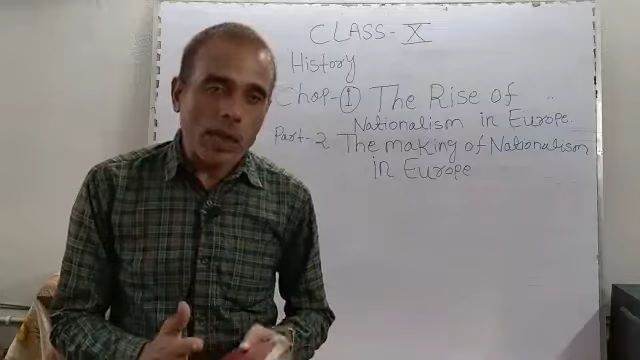 CLASS - X
History
Chap - 1 The Rise of
Nationalism in Europe.
Part - 2 The making of Nationalism
in Europe